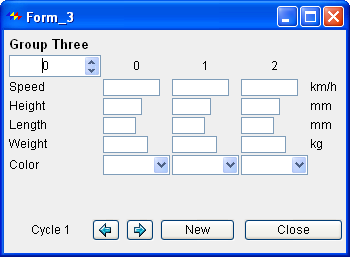 Form_3
Group Three
0 0 1 2
Speed km/h
Height mm
Length mm
Weight kg
Color
Cycle 1 New Close